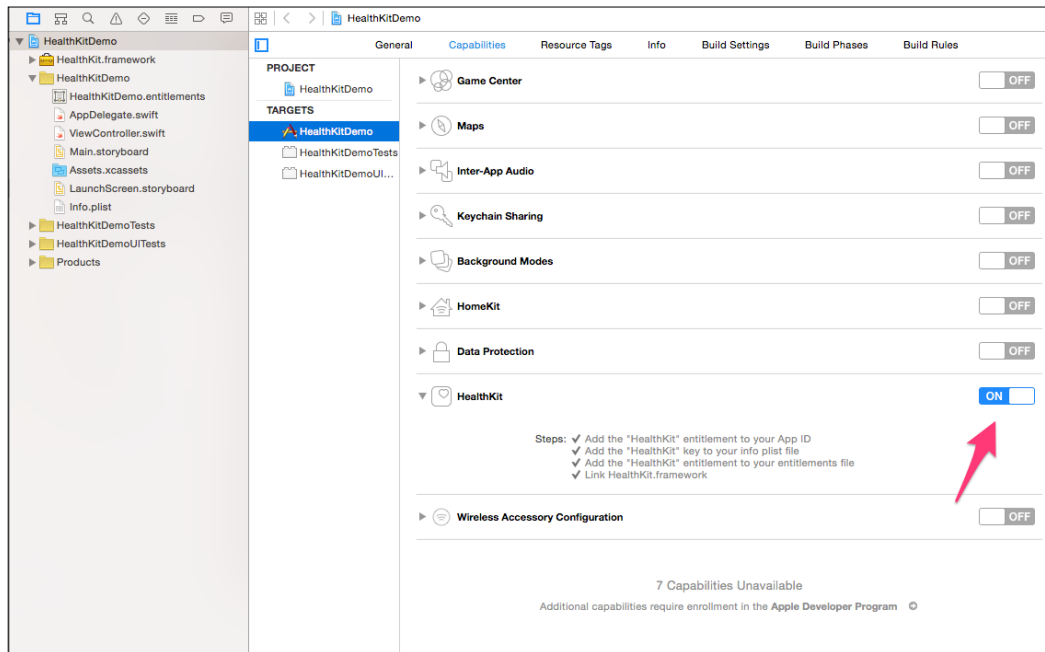 HealthKitDemo
HealthKitDemo
HealthKit.framework
HealthKitDemo
HealthKitDemo.entitlements
AppDelegate.swift
ViewController.swift
Main.storyboard
Assets.xcassets
LaunchScreen.storyboard
Info.plist
HealthKitDemoTests
HealthKitDemoUITests
Products
General Capabilities Resource Tags Info Build Settings Build Phases Build Rules
PROJECT
HealthKitDemo
TARGETS
HealthKitDemo
HealthKitDemoTests
HealthKitDemoUI...
Game Center OFF
Maps OFF
Inter-App Audio OFF
Keychain Sharing OFF
Background Modes OFF
HomeKit OFF
Data Protection OFF
HealthKit ON
Steps: ✓ Add the "HealthKit" entitlement to your App ID
✓ Add the "HealthKit" key to your info plist file
✓ Add the "HealthKit" entitlement to your entitlements file
✓ Link HealthKit.framework
Wireless Accessory Configuration OFF
7 Capabilities Unavailable
Additional capabilities require enrollment in the Apple Developer Program